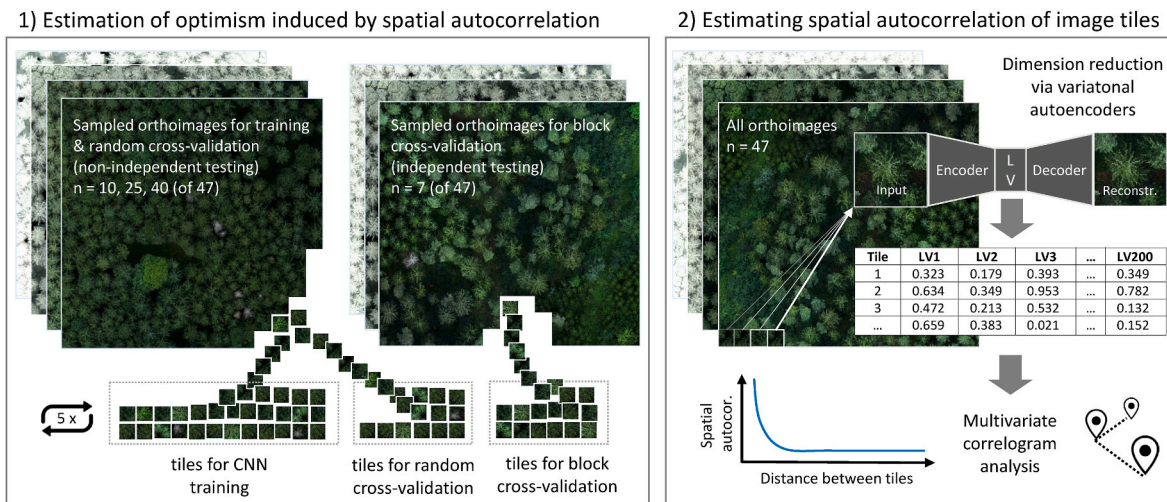 1) Estimation of optimism induced by spatial autocorrelation
Sampled orthoimages for training
& random cross-validation
(non-independent testing)
n = 10, 25, 40 (of 47)
Sampled orthoimages for block
cross-validation
(independent testing)
n = 7 (of 47)
5 x
tiles for CNN
training
tiles for random
cross-validation
tiles for block
cross-validation
2) Estimating spatial autocorrelation of image tiles
All orthoimages
n = 47
Dimension reduction
via variatonal
autoencoders
Input
Encoder
L
V
Decoder
Reconstr.
Tile LV1 LV2 LV3 ... LV200
1 0.323 0.179 0.393 ... 0.349
2 0.634 0.349 0.953 ... 0.782
3 0.472 0.213 0.532 ... 0.132
... 0.659 0.383 0.021 ... 0.152
Spatial
autocor.
Distance between tiles
Multivariate
correlogram
analysis